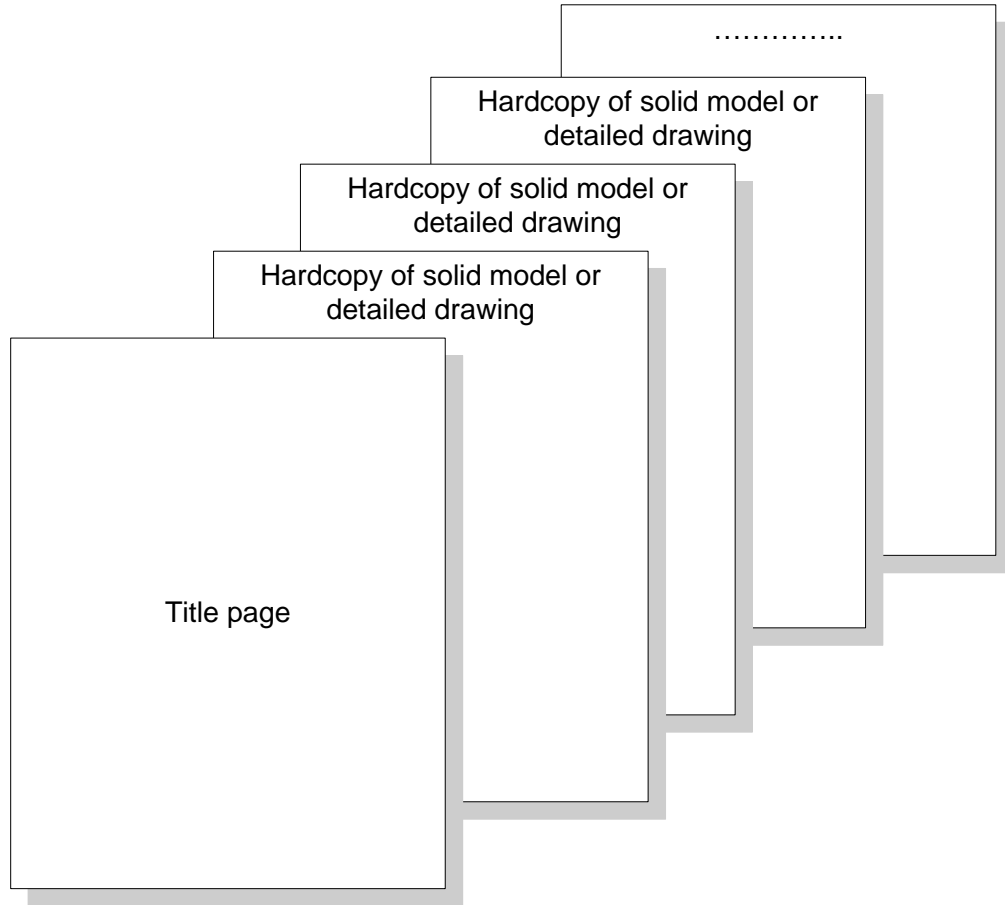 …………..
Hardcopy of solid model or
detailed drawing
Hardcopy of solid model or
detailed drawing
Hardcopy of solid model or
detailed drawing
Title page